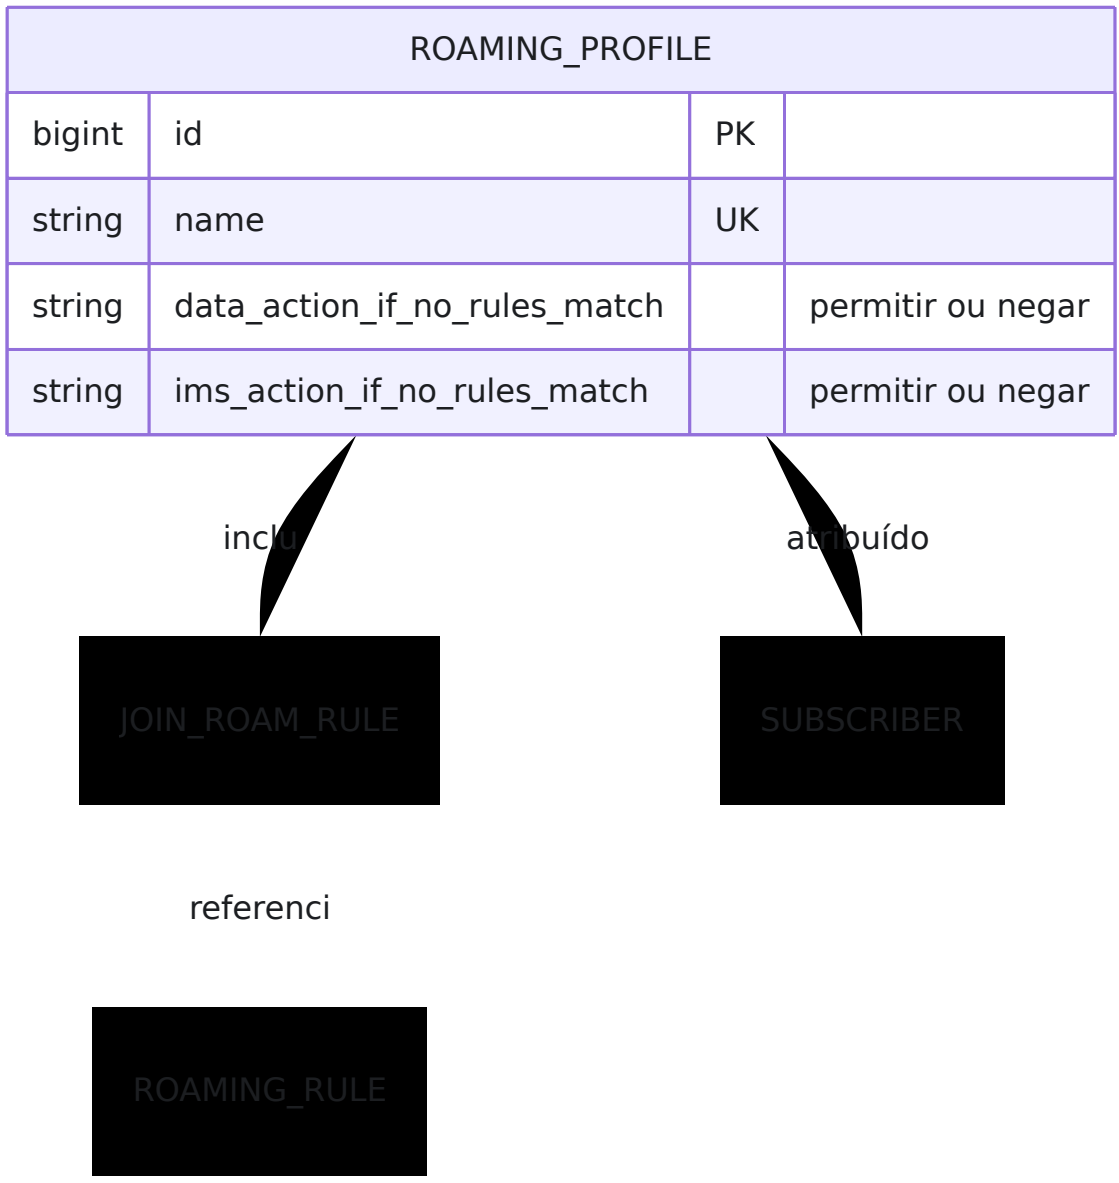 ROAMING_PROFILE
bigint id PK
string name UK
string data_action_if_no_rules_match permitir ou negar
string ims_action_if_no_rules_match permitir ou negar
inclu atribuído
JOIN_ROAM_RULE SUBSCRIBER
referenci
ROAMING_RULE